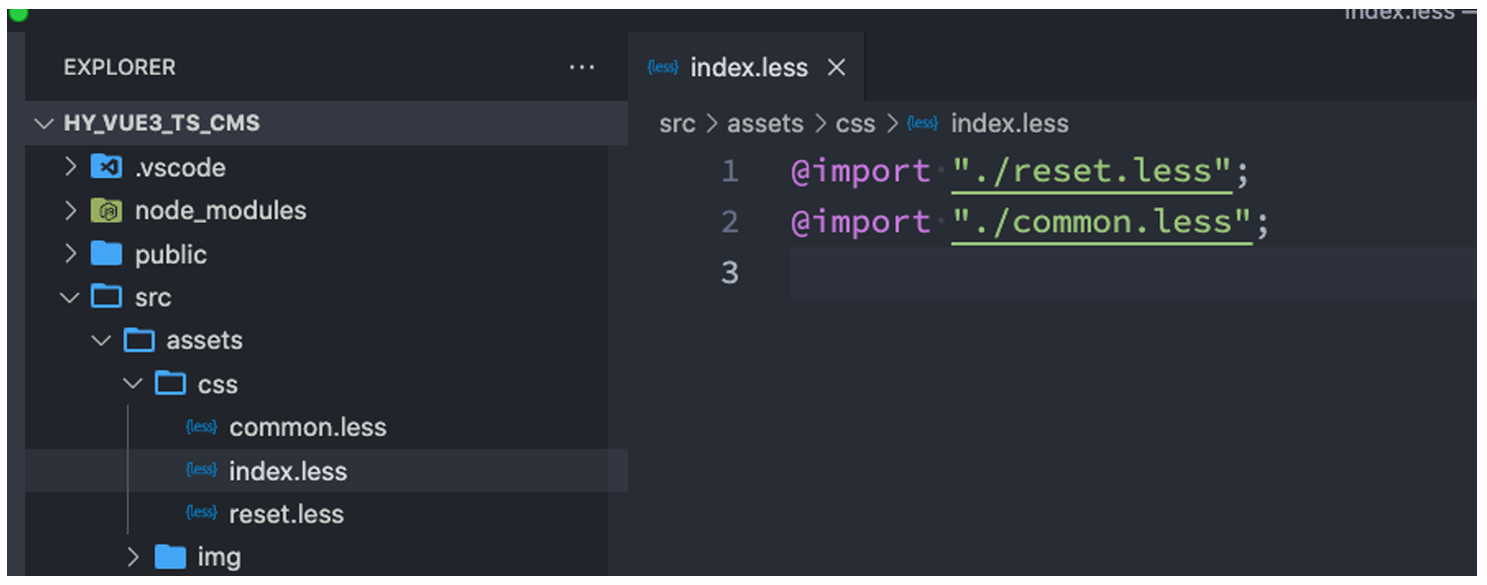 index.less —
EXPLORER ...
HY_VUE3_TS_CMS
.vscode
node_modules
public
src
assets
css
{less} common.less
{less} index.less
{less} reset.less
img
{less} index.less ×
src > assets > css > {less} index.less
1 @import "./reset.less";
2 @import "./common.less";
3